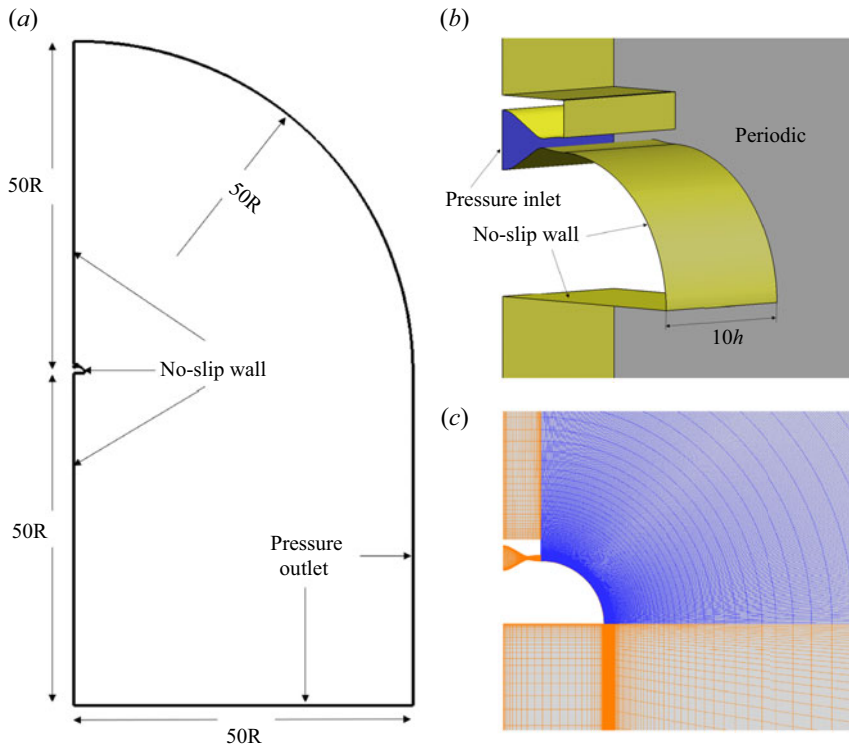 (a)
50R
50R
No-slip wall
50R
Pressure
outlet
50R
(b)
Periodic
Pressure inlet
No-slip wall
10h
(c)